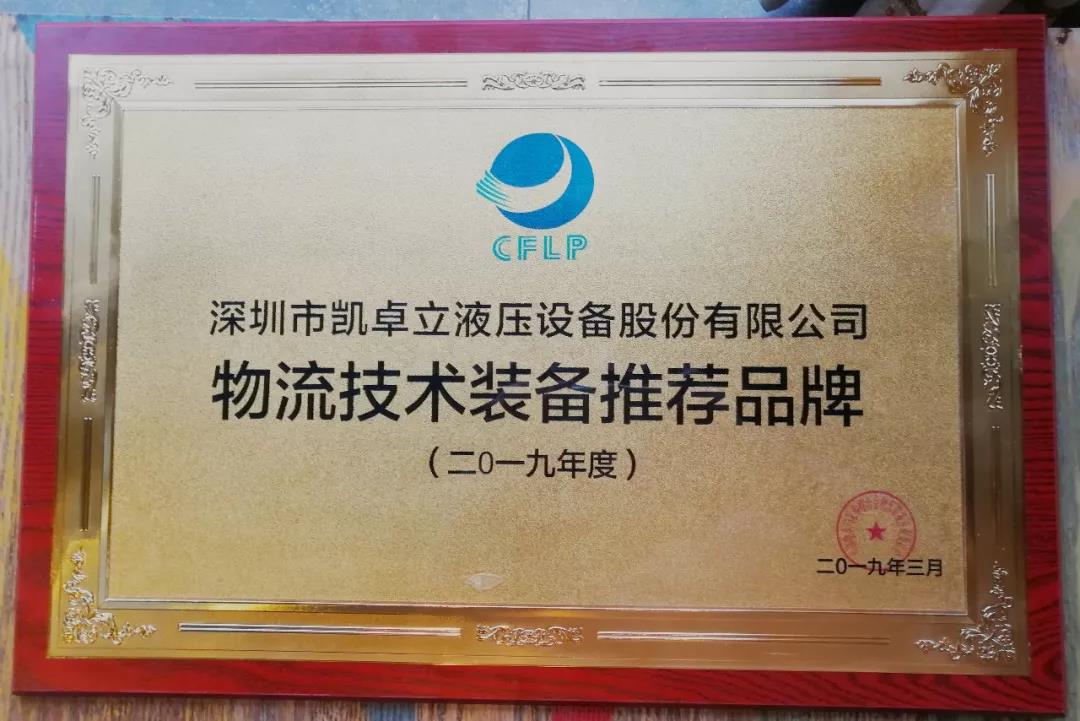 CFLP
深圳市凯卓立液压设备股份有限公司
物流技术装备推荐品牌
（二0一九年度）
二0一九年三月